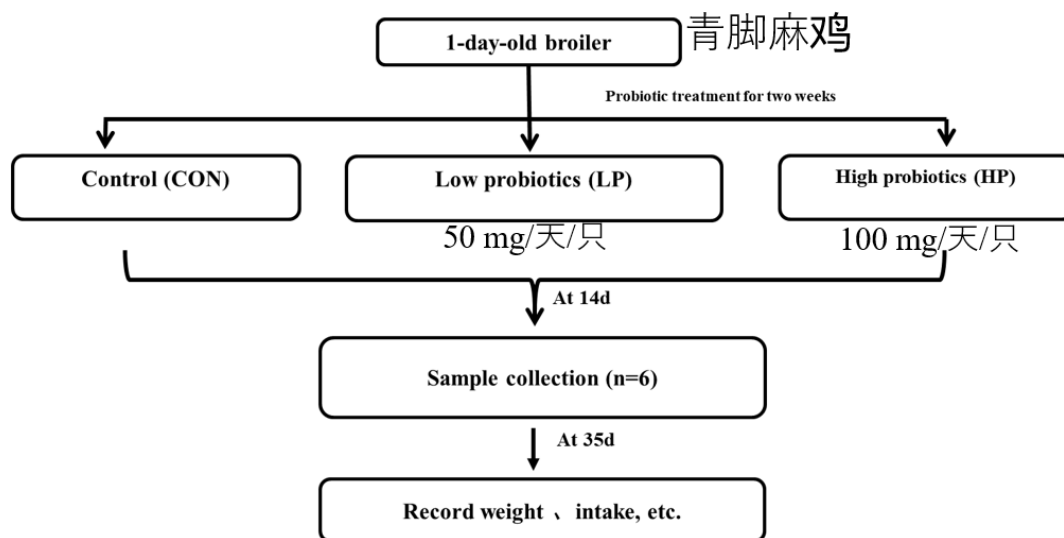 1-day-old broiler
青脚麻鸡
Probiotic treatment for two weeks
Control (CON)
Low probiotics (LP)
High probiotics (HP)
50 mg/天/只
100 mg/天/只
At 14d
Sample collection (n=6)
At 35d
Record weight 、 intake, etc.